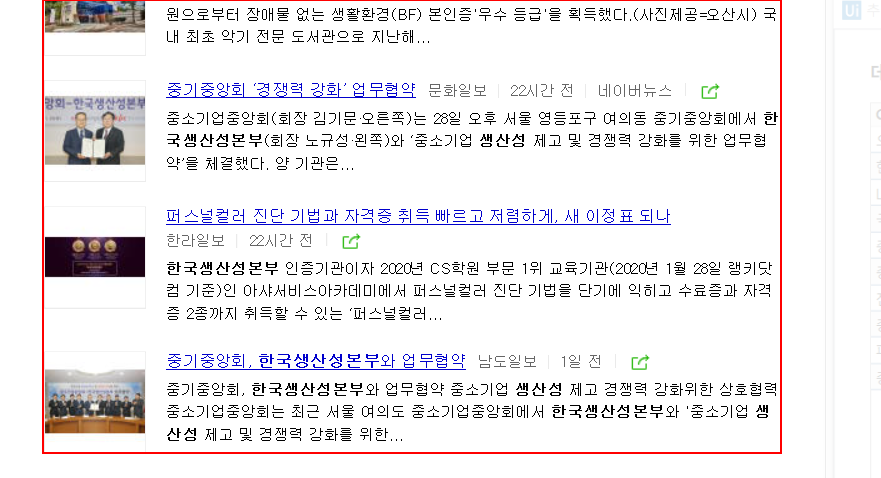 원으로부터 장애물 없는 생활환경(BF) 본인증'우수 등급'을 획득했다.(사진제공=오산시) 국
내 최초 악기 전문 도서관으로 지난해...
중기중앙회 ‘경쟁력 강화’ 업무협약 문화일보 22시간 전 네이버뉴스
중소기업중앙회(회장 김기문·오른쪽)는 28일 오후 서울 영등포구 여의동 중기중앙회에서 한
국생산성본부(회장 노규성·왼쪽)와 ‘중소기업 생산성 제고 및 경쟁력 강화를 위한 업무협
약’을 체결했다. 양 기관은...
앙회-한국생산성본부
퍼스널컬러 진단 기법과 자격증 취득 빠르고 저렴하게, 새 이정표 되나
한라일보 22시간 전
한국생산성본부 인증기관이자 2020년 CS학원 부문 1위 교육기관(2020년 1월 28일 랭키닷
컴 기준)인 아샤서비스아카데미에서 퍼스널컬러 진단 기법을 단기에 익히고 수료증과 자격
증 2종까지 취득할 수 있는 ‘퍼스널컬러...
중기중앙회, 한국생산성본부와 업무협약 남도일보 1일 전
중기중앙회, 한국생산성본부와 업무협약 중소기업 생산성 제고 경쟁력 강화위한 상호협력
중소기업중앙회는 최근 서울 여의도 중소기업중앙회에서 한국생산성본부와 '중소기업 생
산성 제고 및 경쟁력 강화를 위한...
Ui